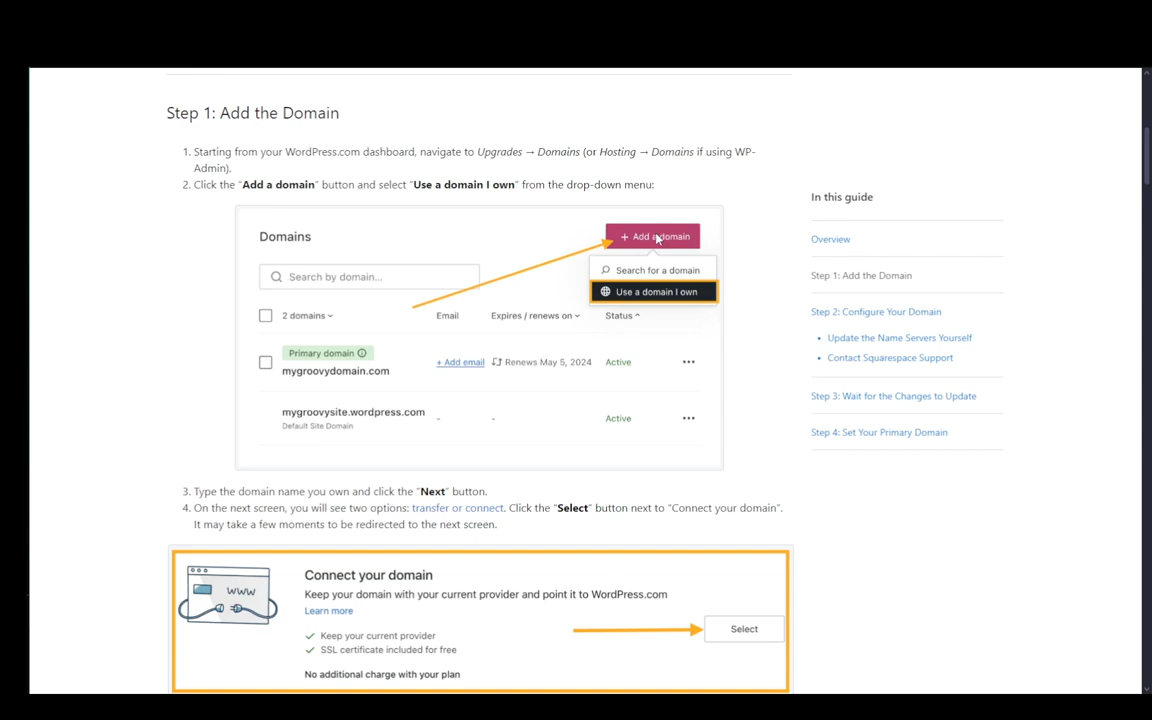 Step 1: Add the Domain
1. Starting from your WordPress.com dashboard, navigate to Upgrades → Domains (or Hosting → Domains if using WP-
Admin).
2. Click the "Add a domain" button and select "Use a domain I own" from the drop-down menu:
Domains
+ Add a domain
Search by domain...
Search for a domain
Use a domain I own
2 domains
Email
Expires / renews on
Status
Primary domain
mygroovydomain.com
+ Add email
Renews May 5, 2024
Active
mygroovysite.wordpress.com
Default Site Domain
-
-
Active
3. Type the domain name you own and click the "Next" button.
4. On the next screen, you will see two options: transfer or connect. Click the "Select" button next to "Connect your domain".
It may take a few moments to be redirected to the next screen.
WWW
Connect your domain
Keep your domain with your current provider and point it to WordPress.com
Learn more
✓ Keep your current provider
✓ SSL certificate included for free
No additional charge with your plan
Select
In this guide
Overview
Step 1: Add the Domain
Step 2: Configure Your Domain
• Update the Name Servers Yourself
• Contact Squarespace Support
Step 3: Wait for the Changes to Update
Step 4: Set Your Primary Domain